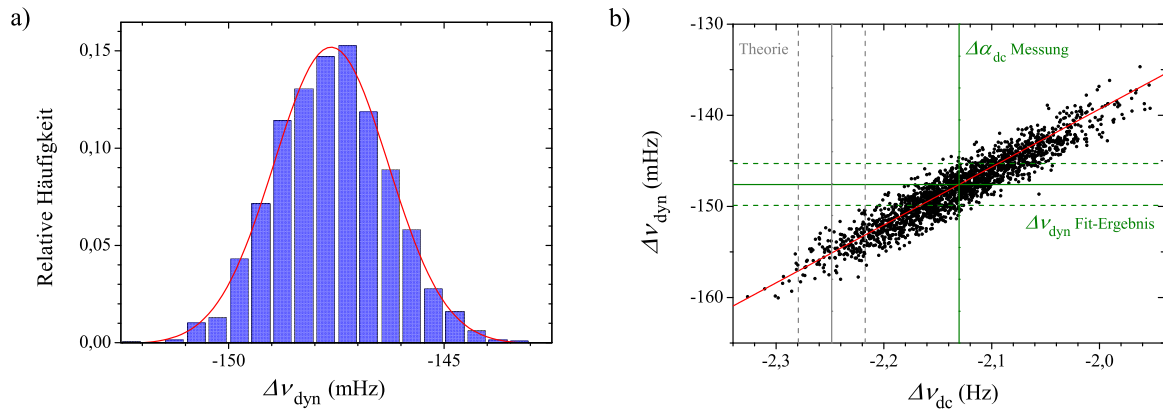 a)
0,15
0,10
0,05
0,00
Relative Häufigkeit
-150
-145
Δν_dyn (mHz)
b)
-130
-140
-150
-160
Δν_dyn (mHz)
Theorie
Δα_dc Messung
Δν_dyn Fit-Ergebnis
-2,3
-2,2
-2,1
-2,0
Δν_dc (Hz)